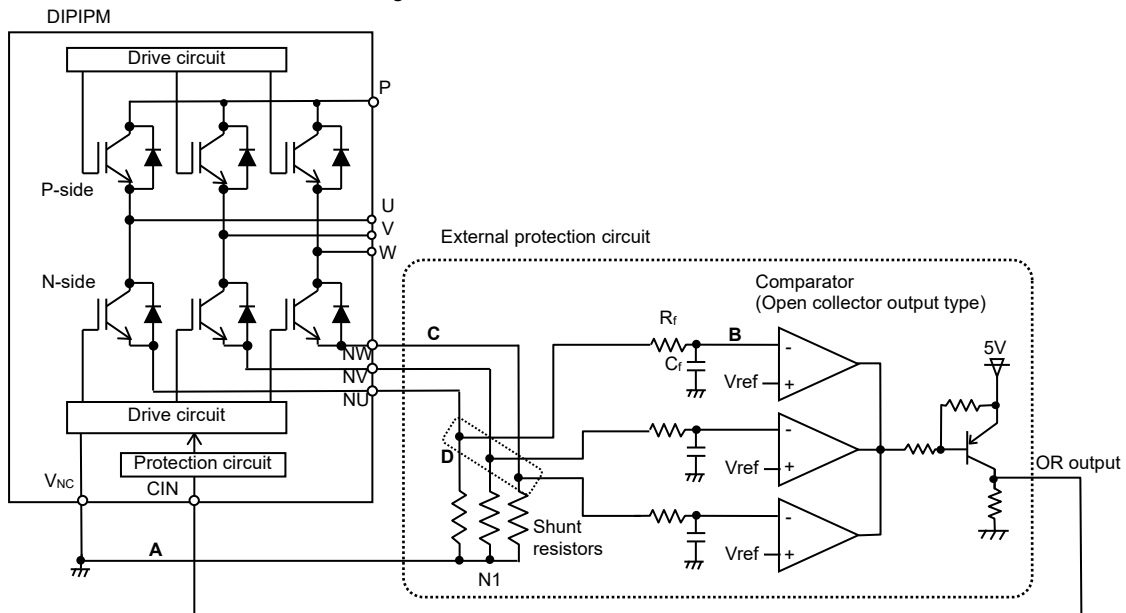 DIPIPM
Drive circuit
P
P-side
U
V
W
N-side
External protection circuit
Comparator
(Open collector output type)
C
Rf
B
Cf
-
Vref
+
5V
NW
NV
NU
Drive circuit
D
-
Vref
+
OR output
Protection circuit
VNC
CIN
Shunt
resistors
-
Vref
+
A
N1